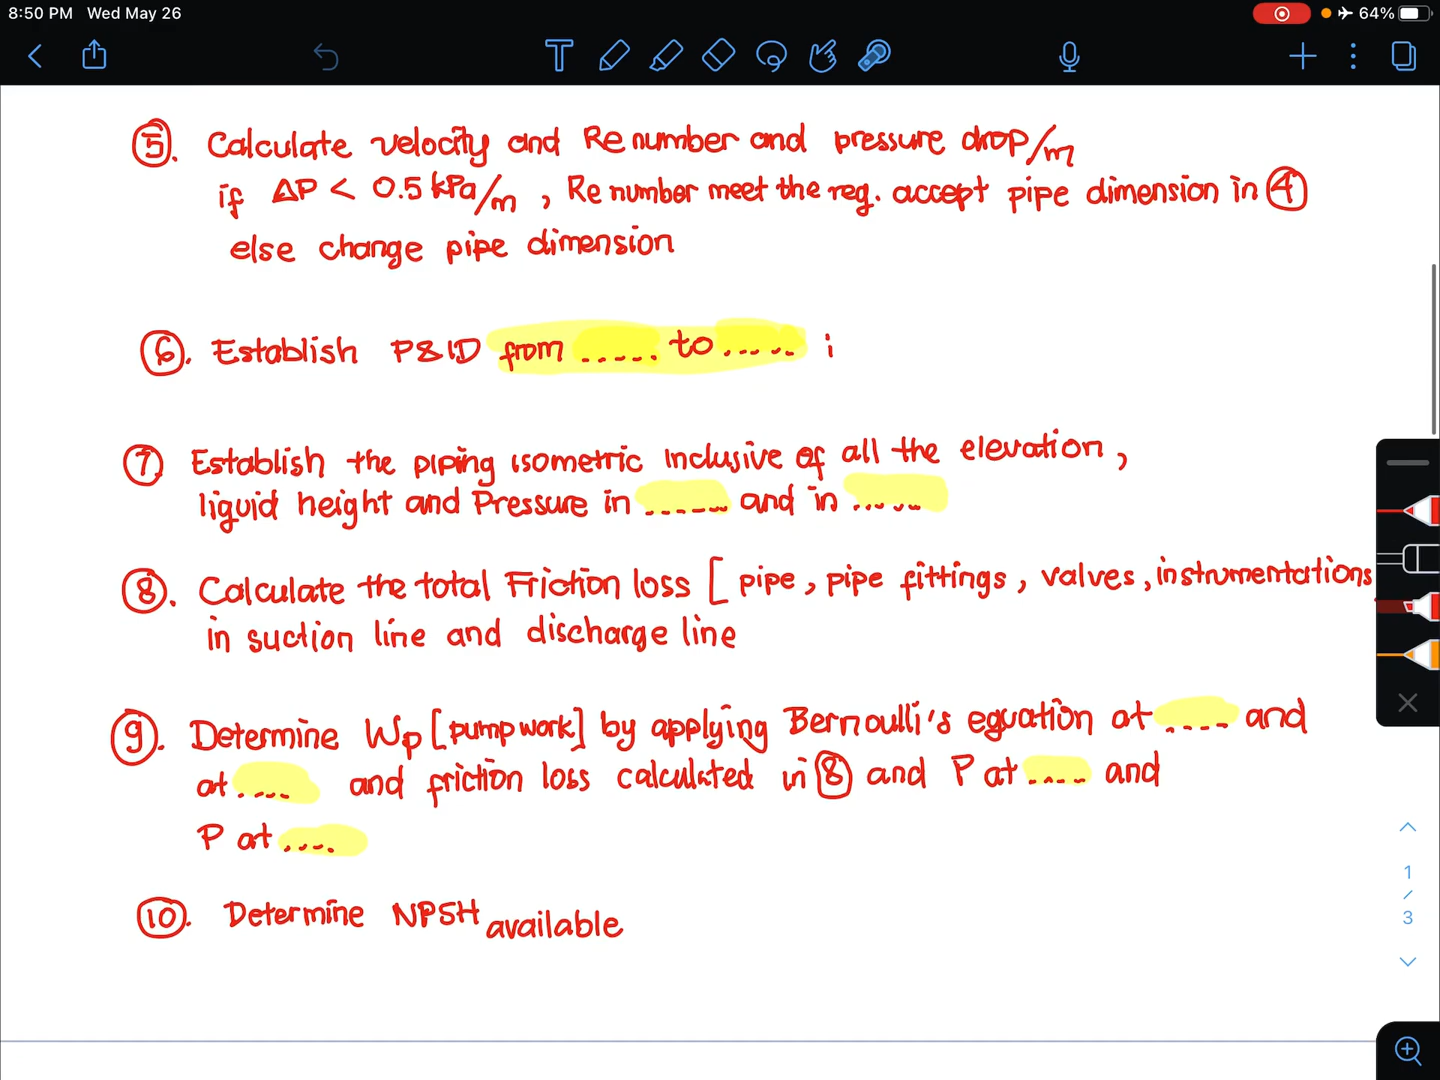 8:50 PM Wed May 26
64%
5. Calculate velocity and Re number and pressure drop/m
if ΔP < 0.5 kPa/m, Re number meet the reg. accept pipe dimension in 4
else change pipe dimension
6. Establish P&ID from ..... to ..... ;
7. Establish the piping isometric inclusive of all the elevation,
liquid height and Pressure in ...... and in .....
8. Calculate the total Friction loss [pipe, pipe fittings, valves, instrumentations
in suction line and discharge line
9. Determine Wp [pump work] by applying Bernoulli's equation at .... and
at .... and friction loss calculated in 8 and P at .... and
P at ....
10. Determine NPSH available
1
/
3